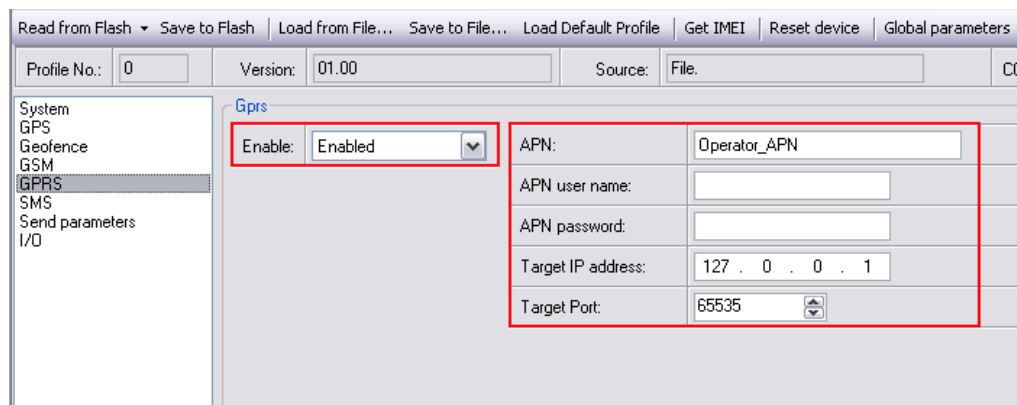 Read from Flash Save to Flash Load from File... Save to File... Load Default Profile Get IMEI Reset device Global parameters
Profile No.: 0 Version: 01.00 Source: File.
System
GPS
Geofence
GSM
GPRS
SMS
Send parameters
I/O
Gprs
Enable: Enabled
APN: Operator_APN
APN user name:
APN password:
Target IP address: 127 . 0 . 0 . 1
Target Port: 65535